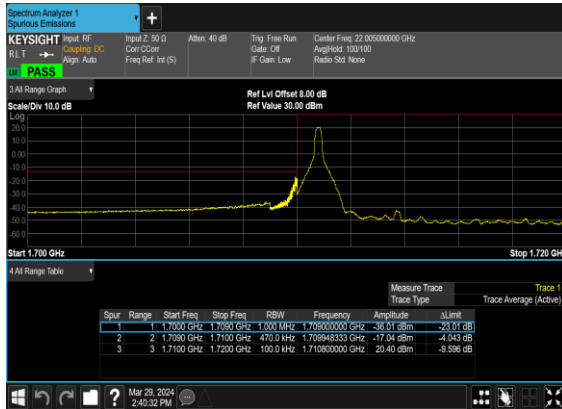 Spectrum Analyzer 1
Spurious Emissions
+
KEYSIGHT Input: RF Input Z: 50 Ω Atten: 40 dB Trig: Free Run Center Freq: 22.005000000 GHz
RLT Coupling: DC Corr CCorr Gate: Off Avg|Hold: 100/100
Align: Auto Freq Ref: Int (S) IF Gain: Low Radio Std: None
PASS
3 All Range Graph
Ref Lvl Offset 8.00 dB
Scale/Div 10.0 dB Ref Value 30.00 dBm
Log
20.0
10.0
0.00
-10.0
-20.0
-30.0
-40.0
-50.0
-60.0
Start 1.700 GHz Stop 1.720 GH
4 All Range Table
Measure Trace Trace 1
Trace Type Trace Average (Active)
Spur Range Start Freq Stop Freq RBW Frequency Amplitude ΔLimit
1 1 1.7000 GHz 1.7090 GHz 1.000 MHz 1.709000000 GHz -36.01 dBm -23.01 dB
2 2 1.7090 GHz 1.7100 GHz 470.0 kHz 1.709948333 GHz -17.04 dBm -4.043 dB
3 3 1.7100 GHz 1.7200 GHz 100.0 kHz 1.710800000 GHz 20.40 dBm -9.596 dB
? Mar 29, 2024
2:40:32 PM